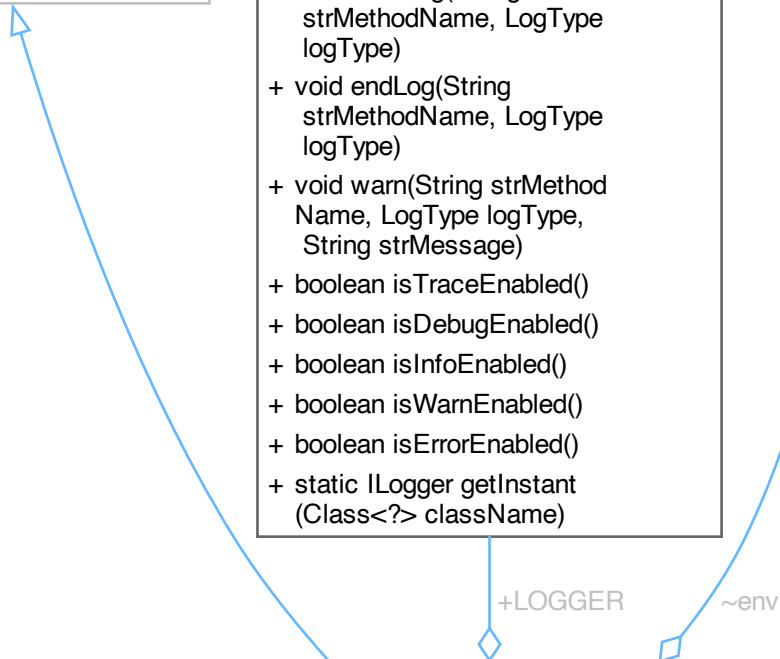 strMethodName, LogType
logType)
+ void endLog(String
strMethodName, LogType
logType)
+ void warn(String strMethod
Name, LogType logType,
String strMessage)
+ boolean isTraceEnabled()
+ boolean isDebugEnabled()
+ boolean isInfoEnabled()
+ boolean isWarnEnabled()
+ boolean isErrorEnabled()
+ static ILogger getInstant
(Class<?> className)
+LOGGER
~env